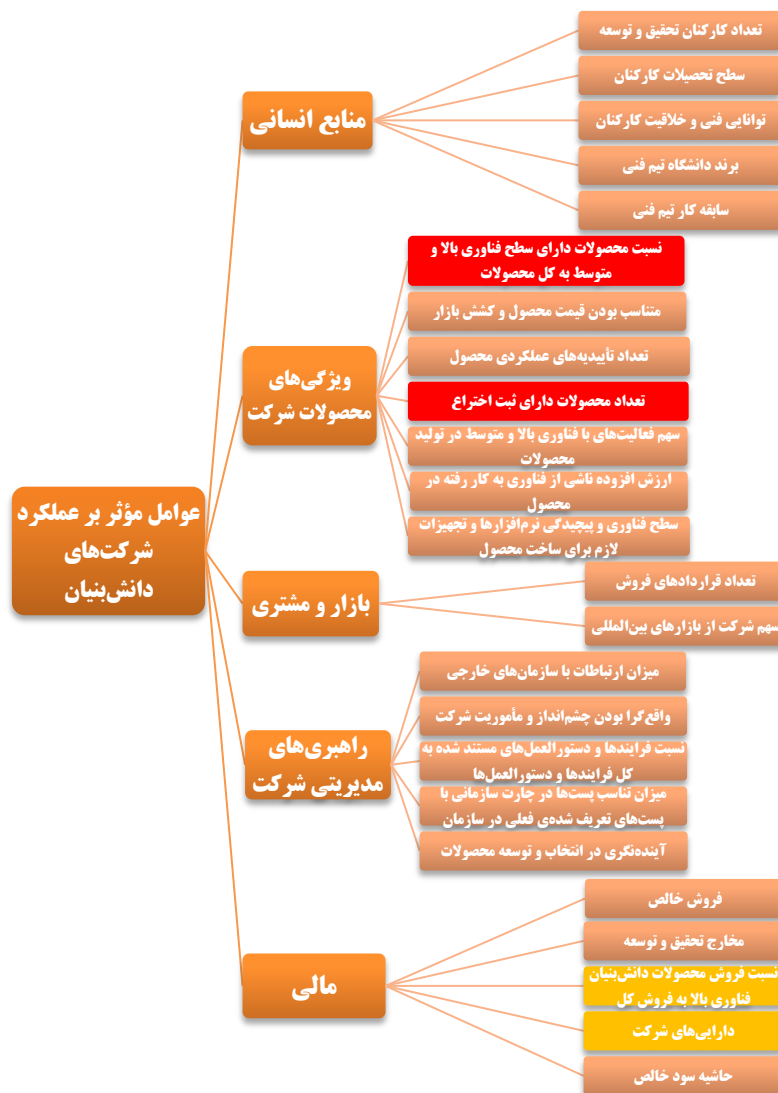 عوامل مؤثر بر عملکرد
شرکت‌های
دانش‌بنیان
منابع انسانی
تعداد کارکنان تحقیق و توسعه
سطح تحصیلات کارکنان
توانایی فنی و خلاقیت کارکنان
برند دانشگاه تیم فنی
سابقه کار تیم فنی
ویژگی‌های
محصولات شرکت
نسبت محصولات دارای سطح فناوری بالا و
متوسط به کل محصولات
متناسب بودن قیمت محصول و کشش بازار
تعداد تأییدیه‌های عملکردی محصول
تعداد محصولات دارای ثبت اختراع
سهم فعالیت‌های با فناوری بالا و متوسط در تولید
محصولات
ارزش افزوده ناشی از فناوری به کار رفته در
محصول
سطح فناوری و پیچیدگی نرم‌افزارها و تجهیزات
لازم برای ساخت محصول
بازار و مشتری
تعداد قراردادهای فروش
سهم شرکت از بازارهای بین‌المللی
راهبری‌های
مدیریتی شرکت
میزان ارتباطات با سازمان‌های خارجی
واقع‌گرا بودن چشم‌انداز و مأموریت شرکت
نسبت فرایندها و دستورالعمل‌های مستند شده به
کل فرایندها و دستورالعمل‌ها
میزان تناسب پست‌ها در چارت سازمانی با
پست‌های تعریف شده‌ی فعلی در سازمان
آینده‌نگری در انتخاب و توسعه محصولات
مالی
فروش خالص
مخارج تحقیق و توسعه
نسبت فروش محصولات دانش‌بنیان
فناوری بالا به فروش کل
دارایی‌های شرکت
حاشیه سود خالص